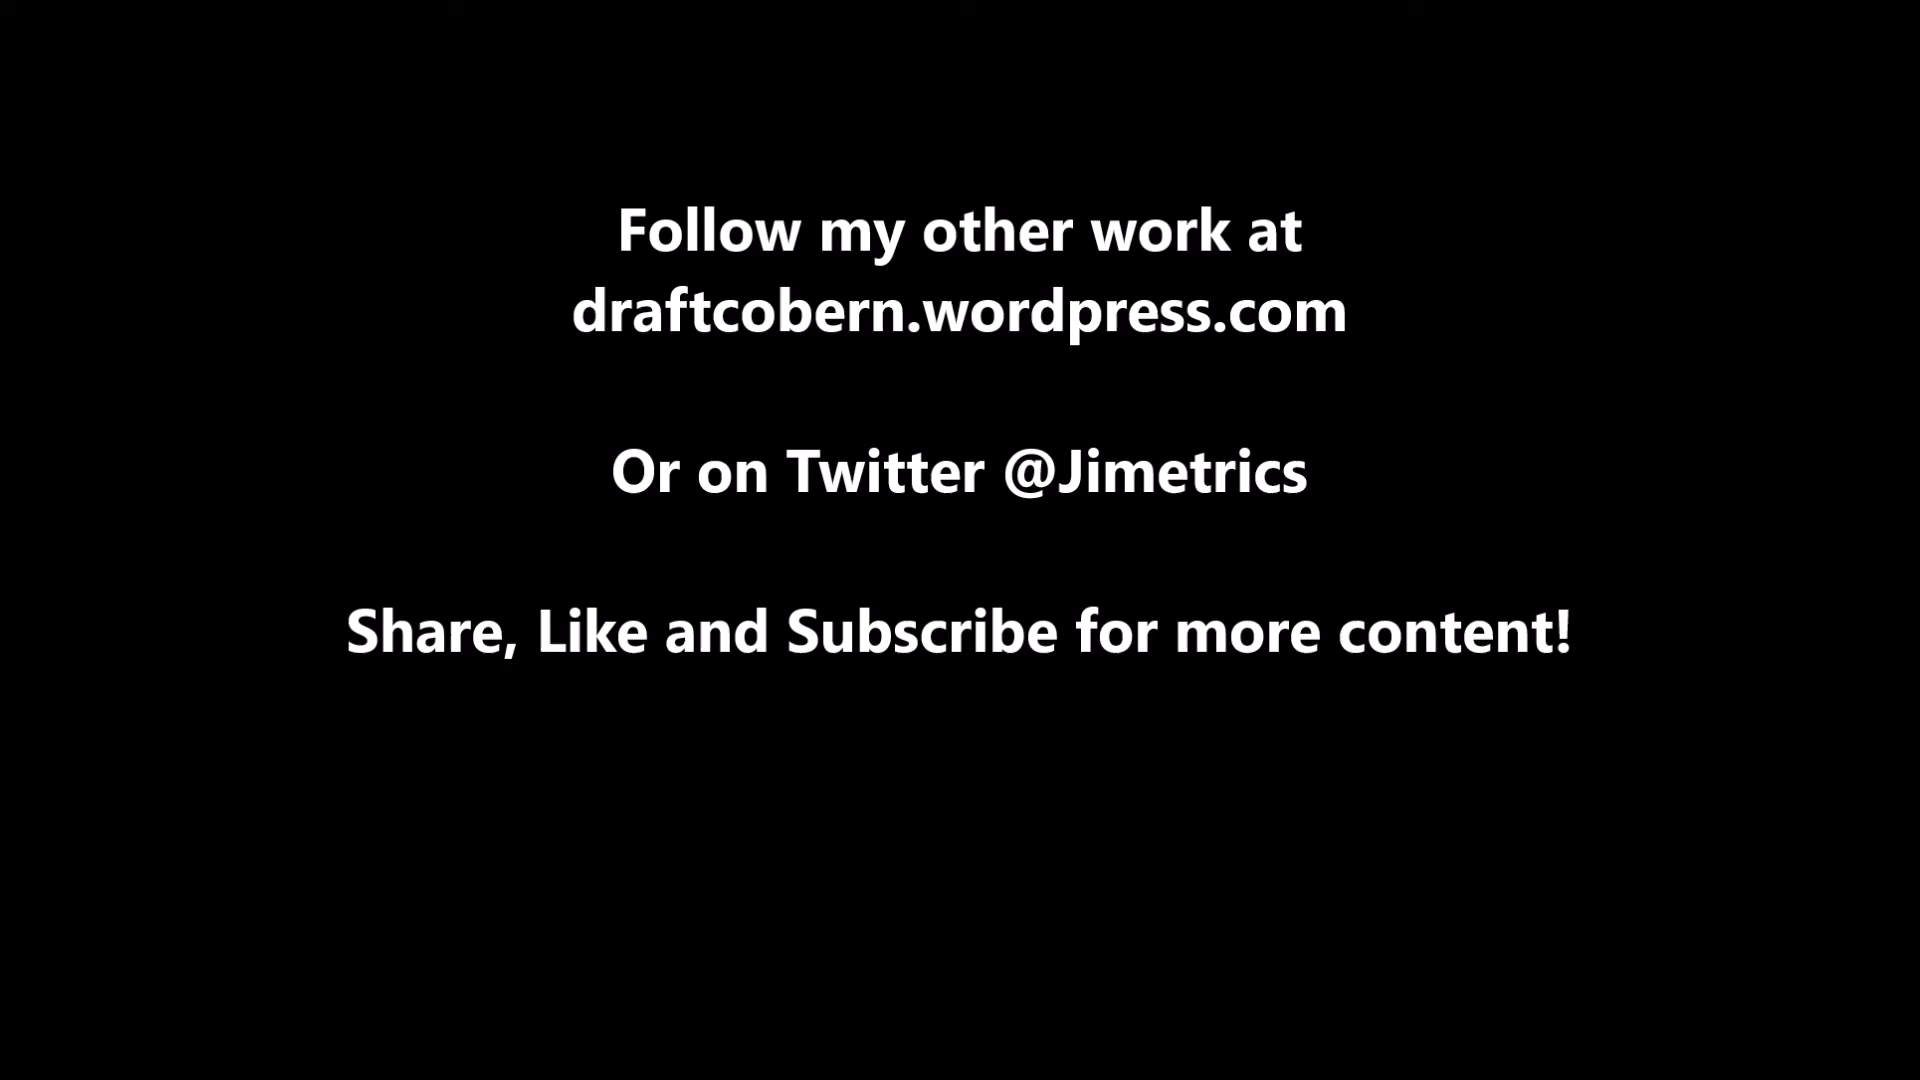 Follow my other work at
draftcobern.wordpress.com
Or on Twitter @Jimetrics
Share, Like and Subscribe for more content!